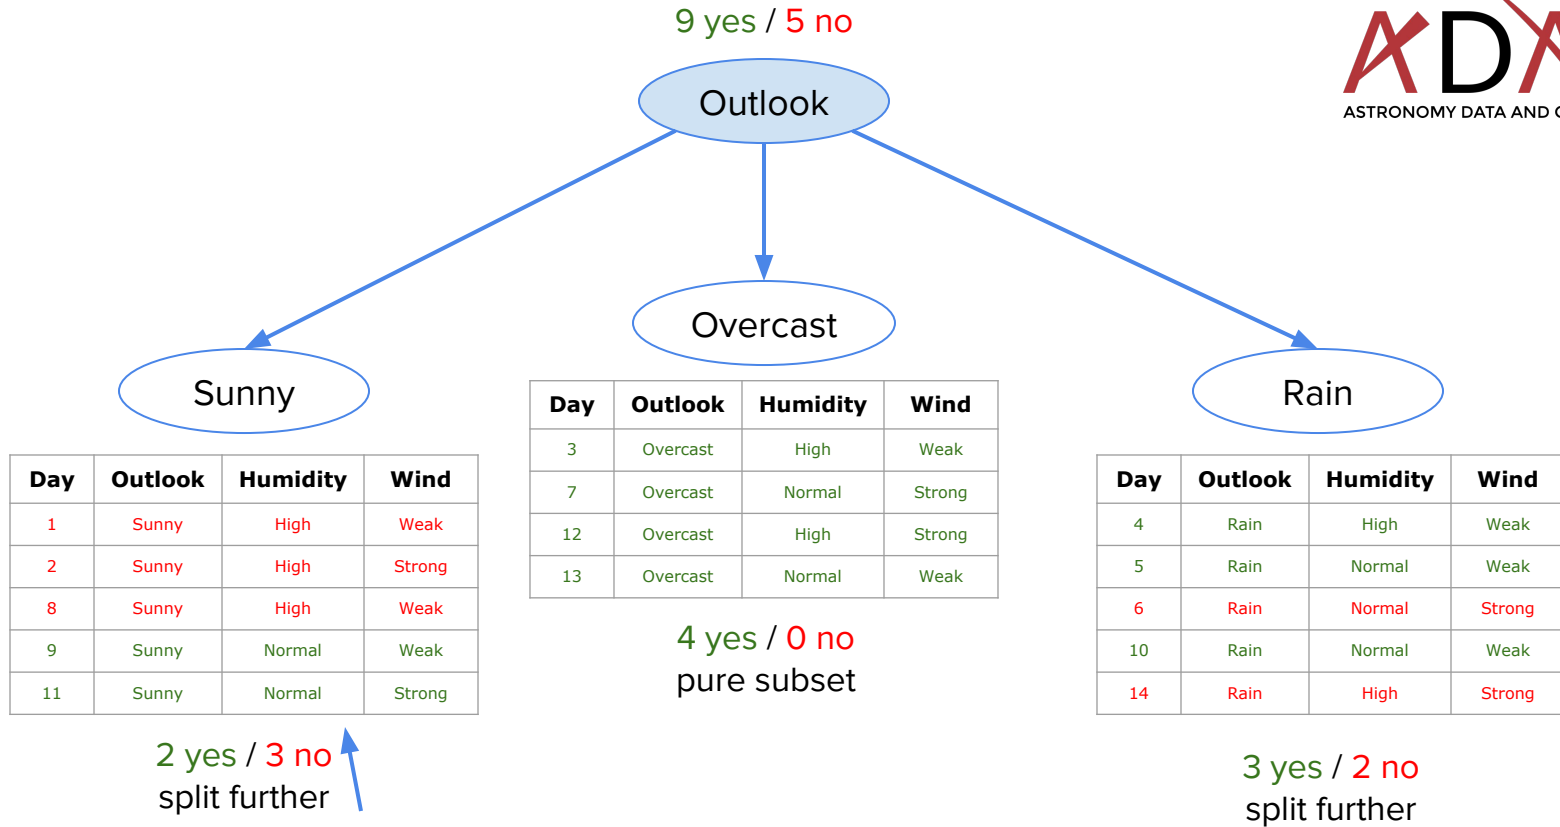 9 yes / 5 no
Outlook
ADA
ASTRONOMY DATA AND
Sunny
Day Outlook Humidity Wind
1 Sunny High Weak
2 Sunny High Strong
8 Sunny High Weak
9 Sunny Normal Weak
11 Sunny Normal Strong
2 yes / 3 no
split further
Overcast
Day Outlook Humidity Wind
3 Overcast High Weak
7 Overcast Normal Strong
12 Overcast High Strong
13 Overcast Normal Weak
4 yes / 0 no
pure subset
Rain
Day Outlook Humidity Wind
4 Rain High Weak
5 Rain Normal Weak
6 Rain Normal Strong
10 Rain Normal Weak
14 Rain High Strong
3 yes / 2 no
split further